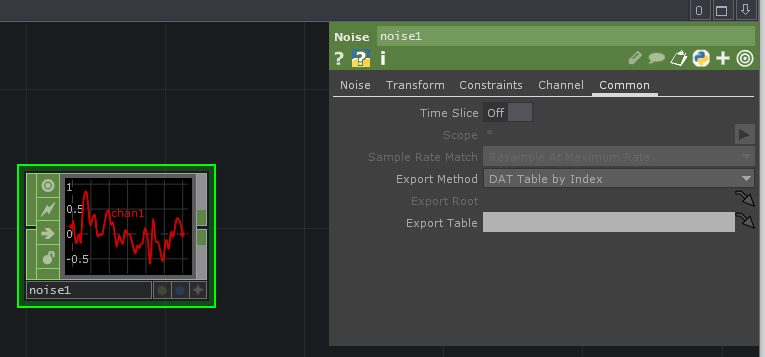 0
Noise noise1
? ? i
Noise Transform Constraints Channel Common
Time Slice Off
Scope *
Sample Rate Match Resample At Maximum Rate
Export Method DAT Table by Index
Export Root
Export Table
1
0.5
chan1
0
-0.5
noise1